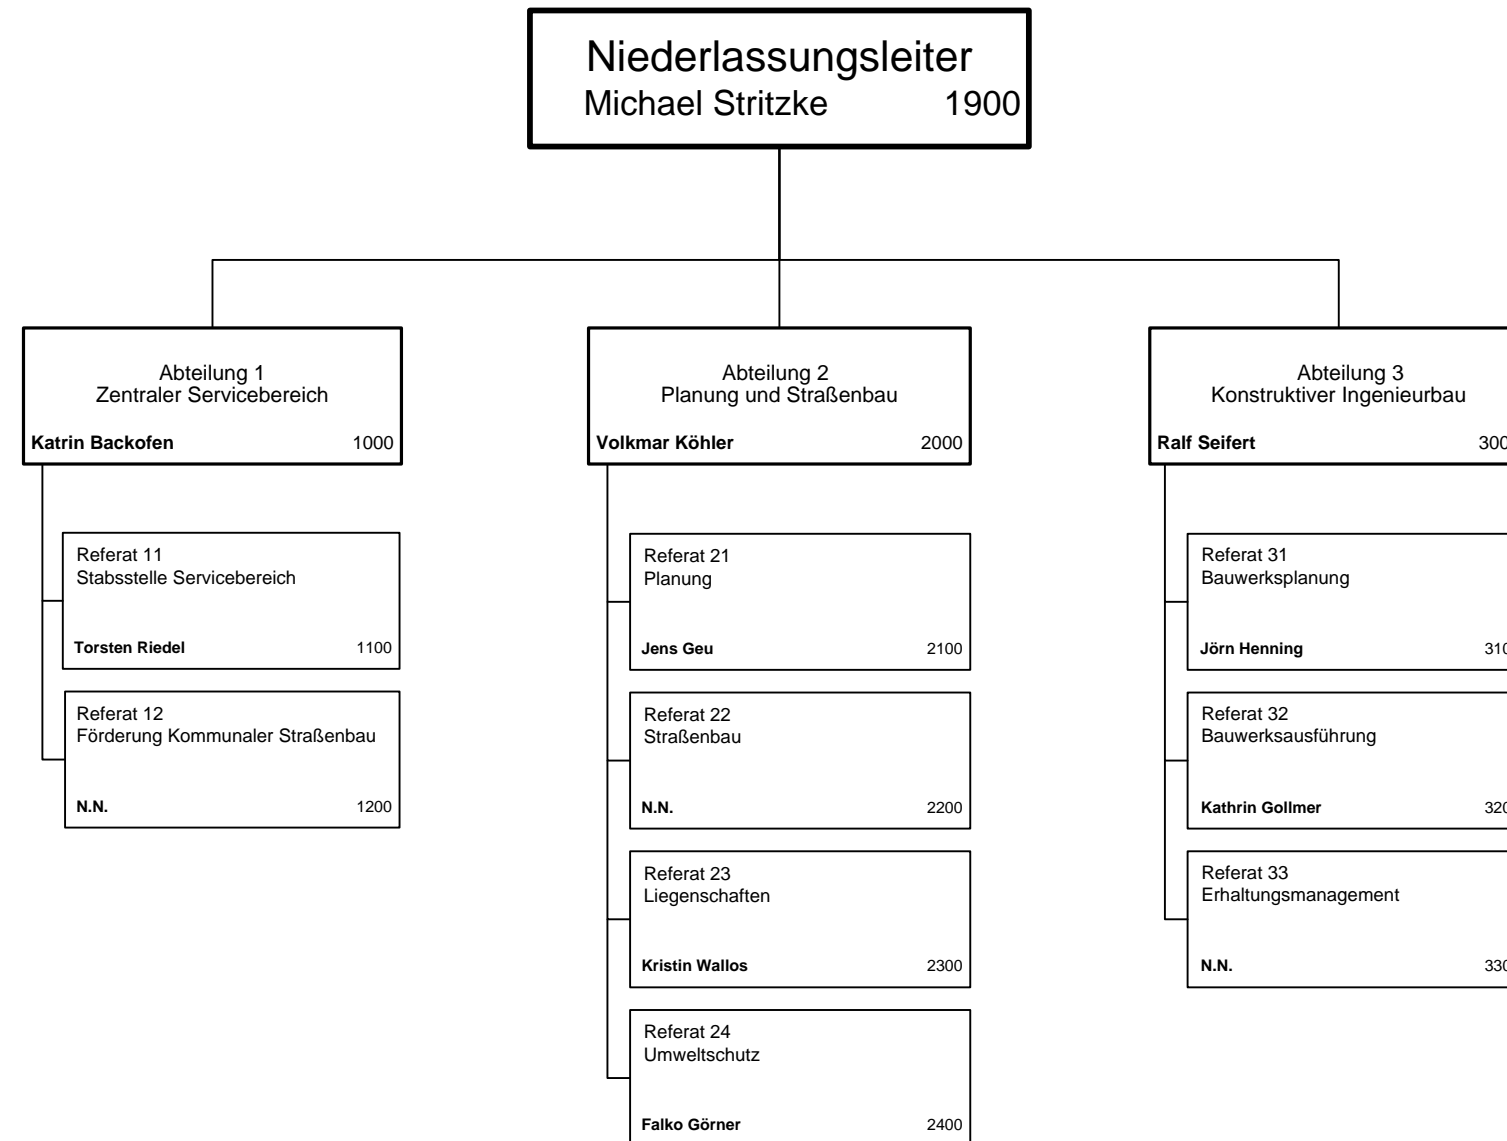 Niederlassungsleiter
Michael Stritzke 1900
Abteilung 1
Zentraler Servicebereich
Katrin Backofen 1000
Referat 11
Stabsstelle Servicebereich
Torsten Riedel 1100
Referat 12
Förderung Kommunaler Straßenbau
N.N. 1200
Abteilung 2
Planung und Straßenbau
Volkmar Köhler 2000
Referat 21
Planung
Jens Geu 2100
Referat 22
Straßenbau
N.N. 2200
Referat 23
Liegenschaften
Kristin Wallos 2300
Referat 24
Umweltschutz
Falko Görner 2400
Abteilung 3
Konstruktiver Ingenieurbau
Ralf Seifert
Referat 31
Bauwerksplanung
Jörn Henning
Referat 32
Bauwerksausführung
Kathrin Gollmer
Referat 33
Erhaltungsmanagement
N.N.